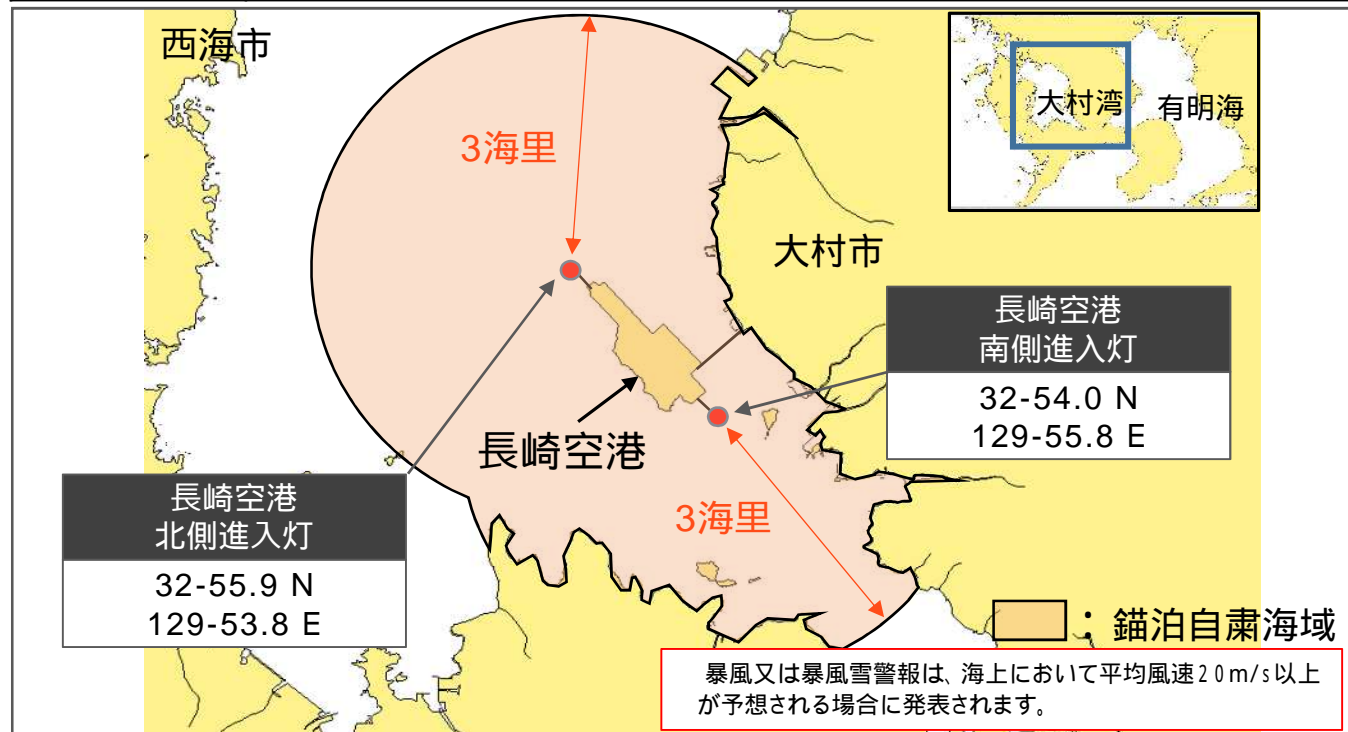 西海市
3海里
大村湾
有明海
大村市
長崎空港
南側進入灯
32-54.0 N
129-55.8 E
長崎空港
3海里
長崎空港
北側進入灯
32-55.9 N
129-53.8 E
：錨泊自粛海域
暴風又は暴風雪警報は、海上において平均風速20m/s以上
が予想される場合に発表されます。